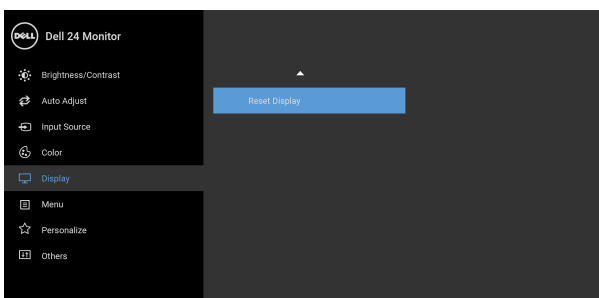 DELL
Dell 24 Monitor
Brightness/Contrast
Auto Adjust
Input Source
Color
Display
Menu
Personalize
Others
Reset Display